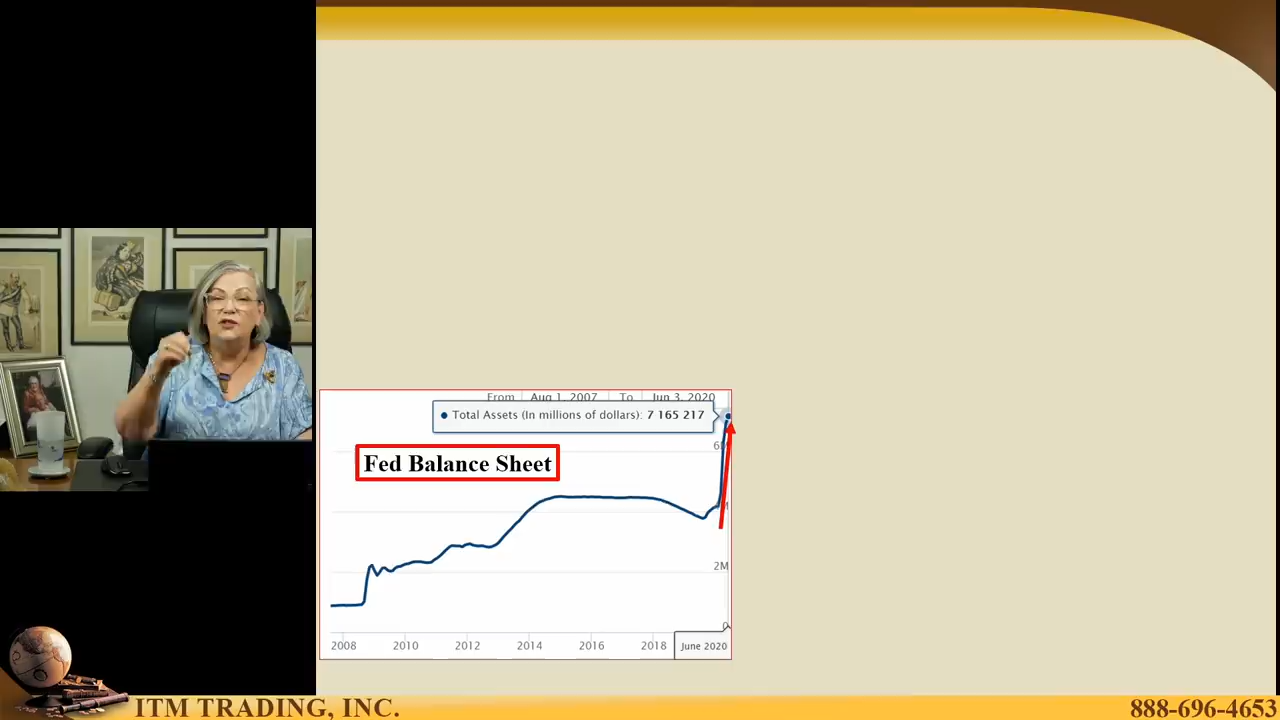 From Aug 1, 2007 To Jun 3, 2020
Total Assets (In millions of dollars): 7 165 217
Fed Balance Sheet
2M
0
2008 2010 2012 2014 2016 2018 June 2020
ITM TRADING, INC. 888-696-4653